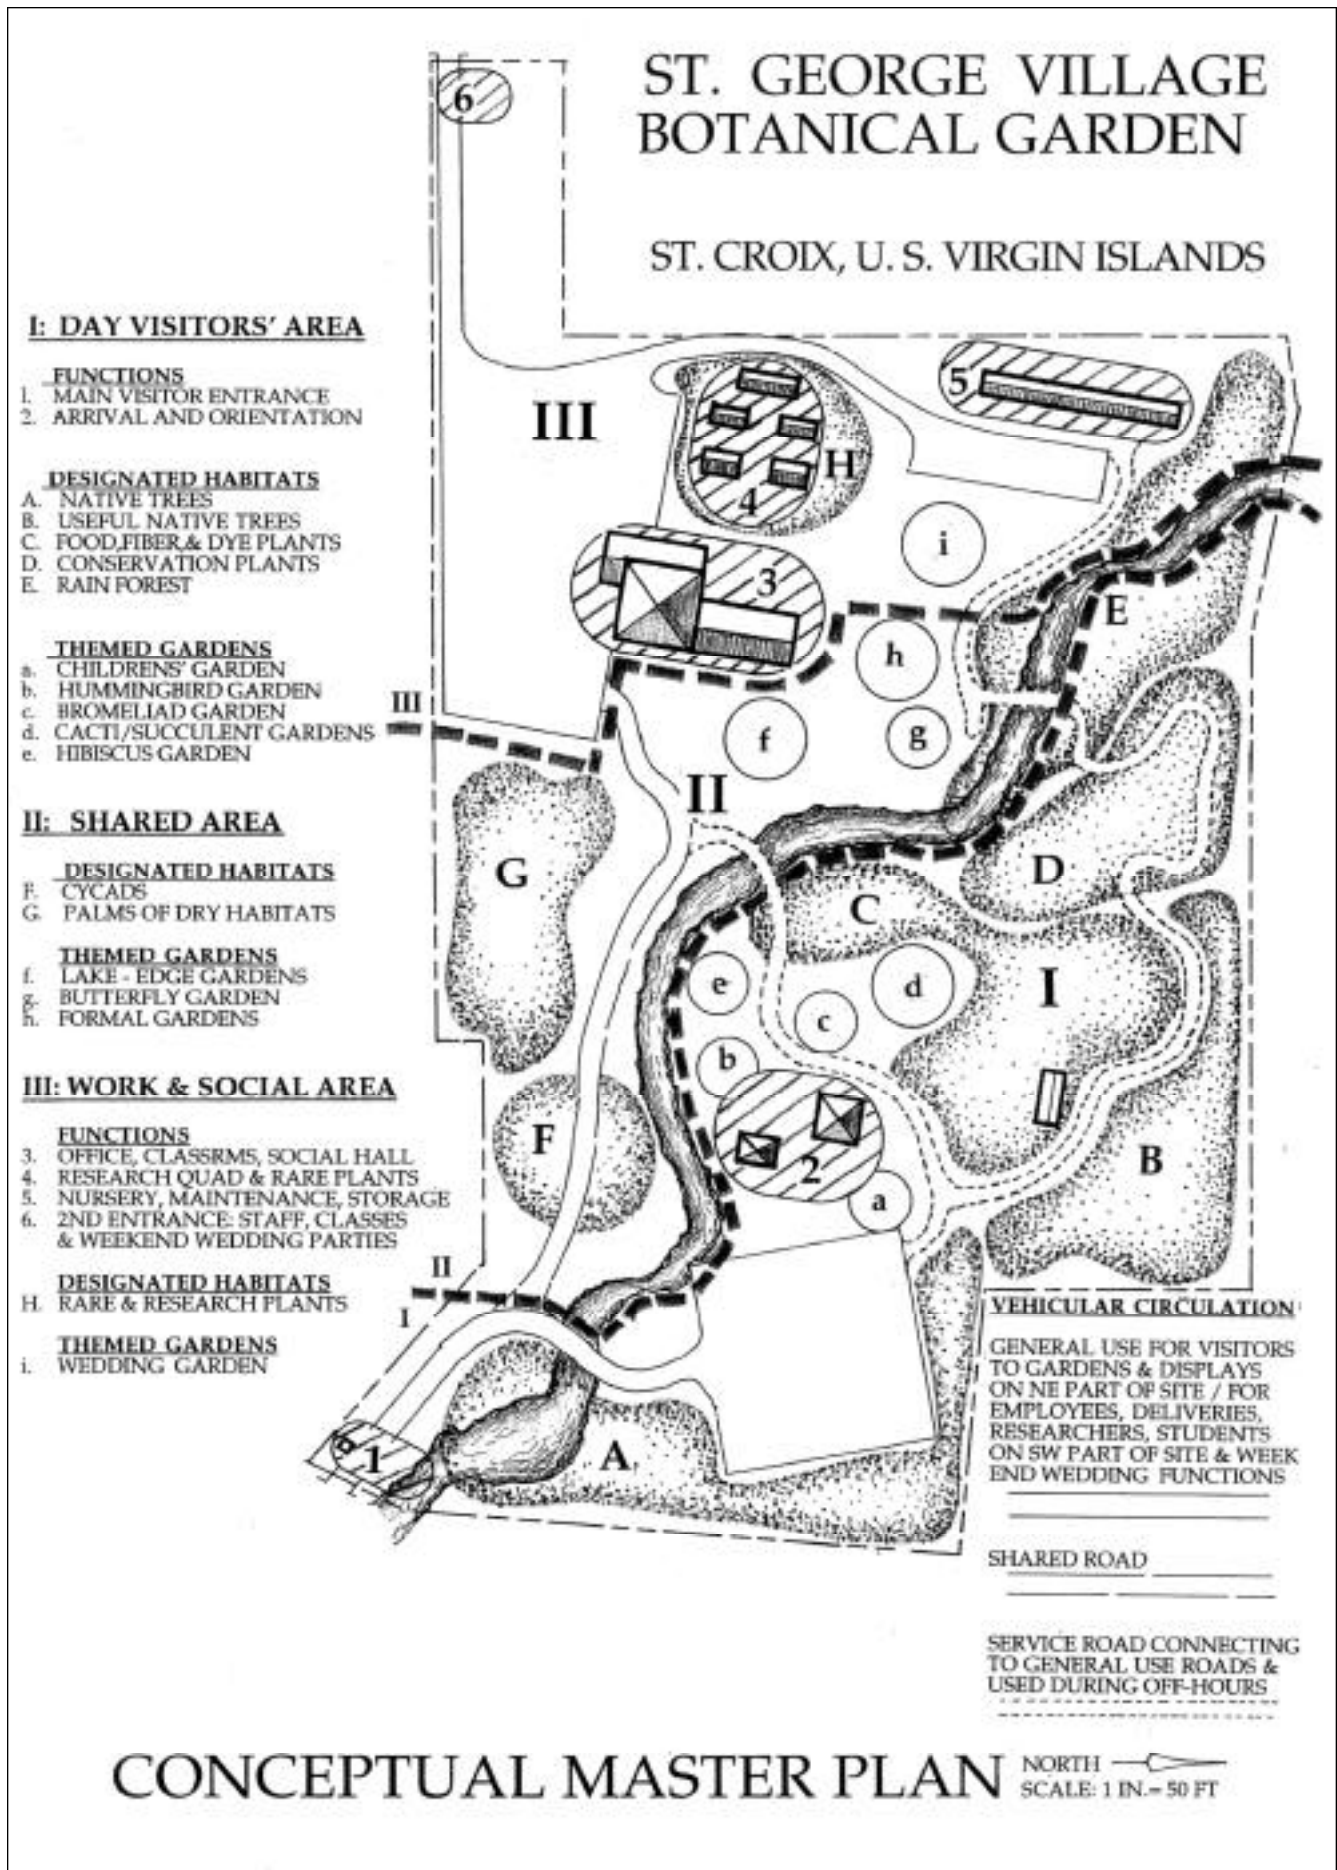 ST. GEORGE VILLAGE
BOTANICAL GARDEN
ST. CROIX, U. S. VIRGIN ISLANDS
I: DAY VISITORS' AREA
FUNCTIONS
1. MAIN VISITOR ENTRANCE
2. ARRIVAL AND ORIENTATION
DESIGNATED HABITATS
A. NATIVE TREES
B. USEFUL NATIVE TREES
C. FOOD,FIBER,& DYE PLANTS
D. CONSERVATION PLANTS
E. RAIN FOREST
THEMED GARDENS
a. CHILDRENS' GARDEN
b. HUMMINGBIRD GARDEN
c. BROMELIAD GARDEN
d. CACTI/SUCCULENT GARDENS
e. HIBISCUS GARDEN
II: SHARED AREA
DESIGNATED HABITATS
F. CYCADS
G. PALMS OF DRY HABITATS
THEMED GARDENS
f. LAKE - EDGE GARDENS
g. BUTTERFLY GARDEN
h. FORMAL GARDENS
III: WORK & SOCIAL AREA
FUNCTIONS
3. OFFICE, CLASSRMS, SOCIAL HALL
4. RESEARCH QUAD & RARE PLANTS
5. NURSERY, MAINTENANCE, STORAGE
6. 2ND ENTRANCE: STAFF, CLASSES
& WEEKEND WEDDING PARTIES
DESIGNATED HABITATS
H. RARE & RESEARCH PLANTS
THEMED GARDENS
i. WEDDING GARDEN
6
5
III
H
4
i
3
E
h
III
f
g
II
G
D
C
I
e
d
c
b
F
B
2
a
II
I
1
A
VEHICULAR CIRCULATION
GENERAL USE FOR VISITORS
TO GARDENS & DISPLAYS
ON NE PART OF SITE / FOR
EMPLOYEES, DELIVERIES,
RESEARCHERS, STUDENTS
ON SW PART OF SITE & WEEK
END WEDDING FUNCTIONS
SHARED ROAD
SERVICE ROAD CONNECTING
TO GENERAL USE ROADS &
USED DURING OFF-HOURS
CONCEPTUAL MASTER PLAN
NORTH
SCALE: 1 IN.= 50 FT